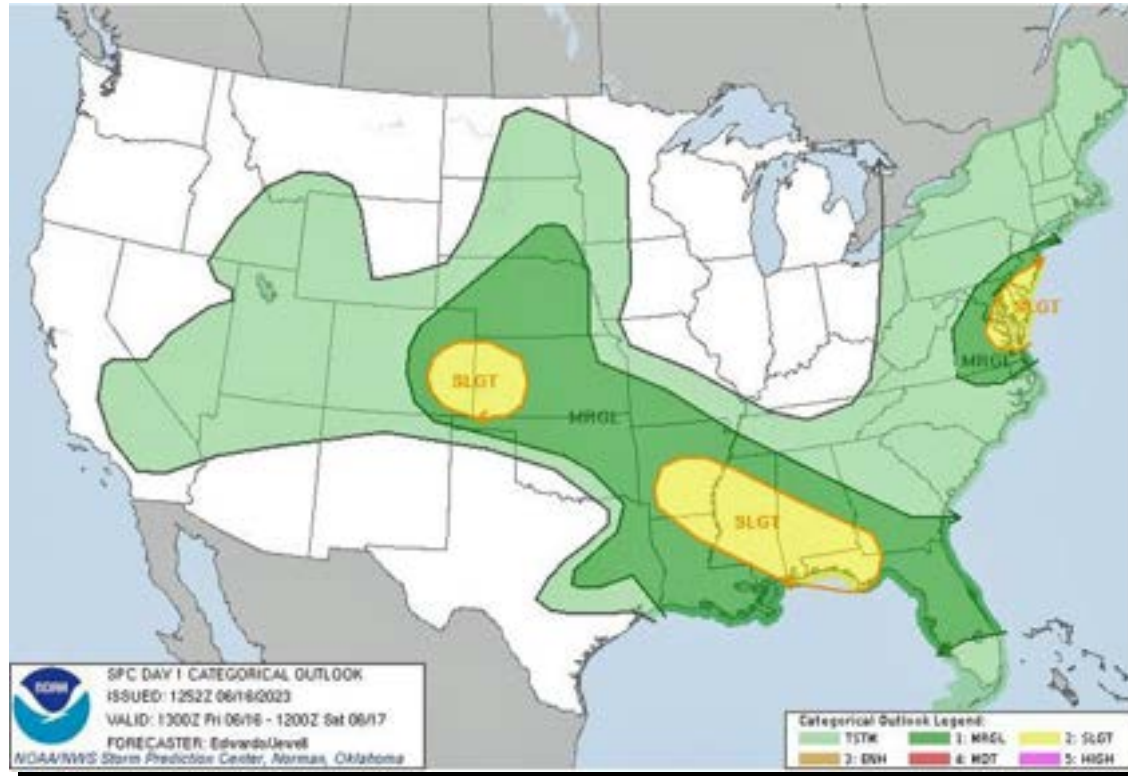 SLGT
SLGT
MRGL
MRGL
SLGT
NOAA
SPC DAY 1 CATEGORICAL OUTLOOK
ISSUED: 1252Z 06/16/2023
VALID: 1300Z Fri 06/16 - 1200Z Sat 06/17
FORECASTER: Edwards/Jewell
NOAA/NWS Storm Prediction Center, Norman, Oklahoma
Categorical Outlook Legend:
TSTM 1: MRGL 2: SLGT
3: ENH 4: MDT 5: HIGH